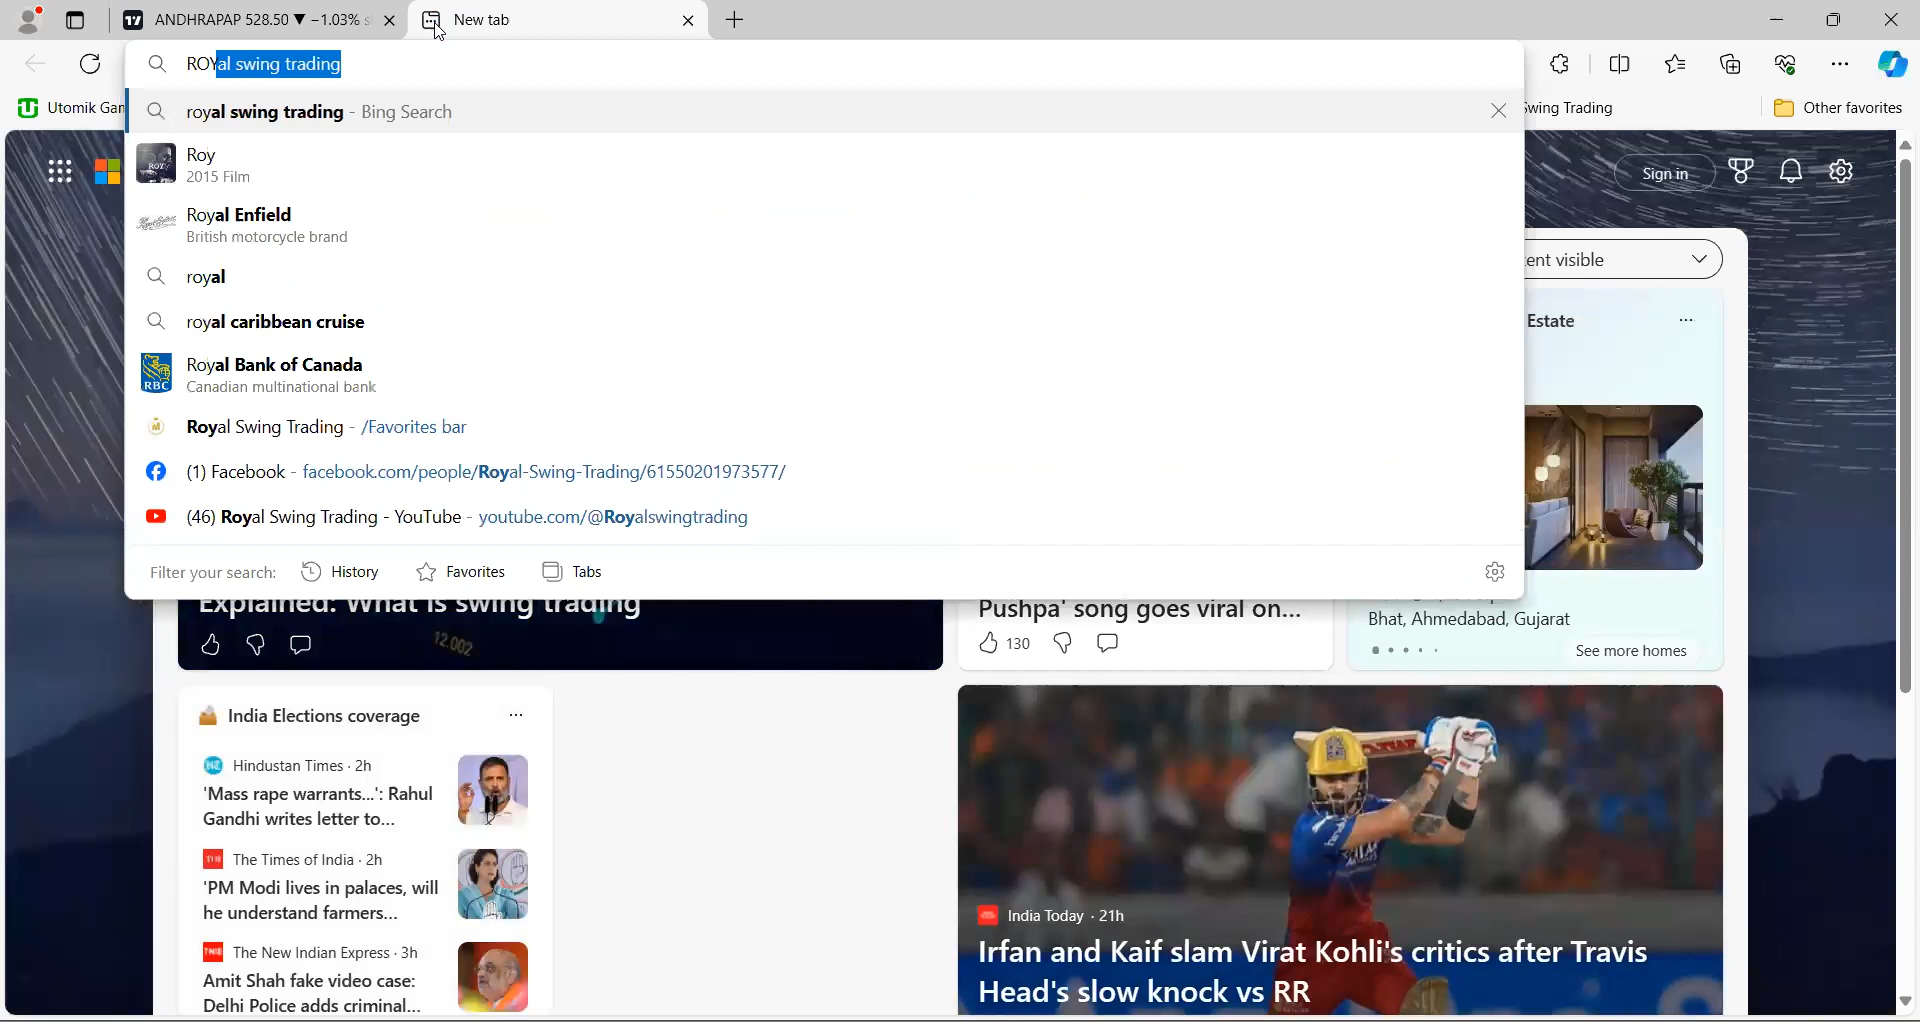 ANDHRAPAP 528.50 ▼ −1.03%
New tab
ROYal swing trading
Utomik
Swing Trading
Other favorites
royal swing trading - Bing Search
Roy
2015 Film
Royal Enfield
British motorcycle brand
royal
royal caribbean cruise
Royal Bank of Canada
Canadian multinational bank
RBC
Royal Swing Trading - /Favorites bar
(1) Facebook - facebook.com/people/Royal-Swing-Trading/61550201973577/
(46) Royal Swing Trading - YouTube - youtube.com/@Royalswingtrading
Filter your search:
History
Favorites
Tabs
Sign in
visible
Estate
Explained: What is swing trading
12.002
Pushpa' song goes viral on...
130
Bhat, Ahmedabad, Gujarat
See more homes
India Elections coverage
Hindustan Times · 2h
'Mass rape warrants...': Rahul
Gandhi writes letter to...
The Times of India · 2h
'PM Modi lives in palaces, will
he understand farmers...
The New Indian Express · 3h
Amit Shah fake video case:
Delhi Police adds criminal...
India Today · 21h
Irfan and Kaif slam Virat Kohli's critics after Travis
Head's slow knock vs RR